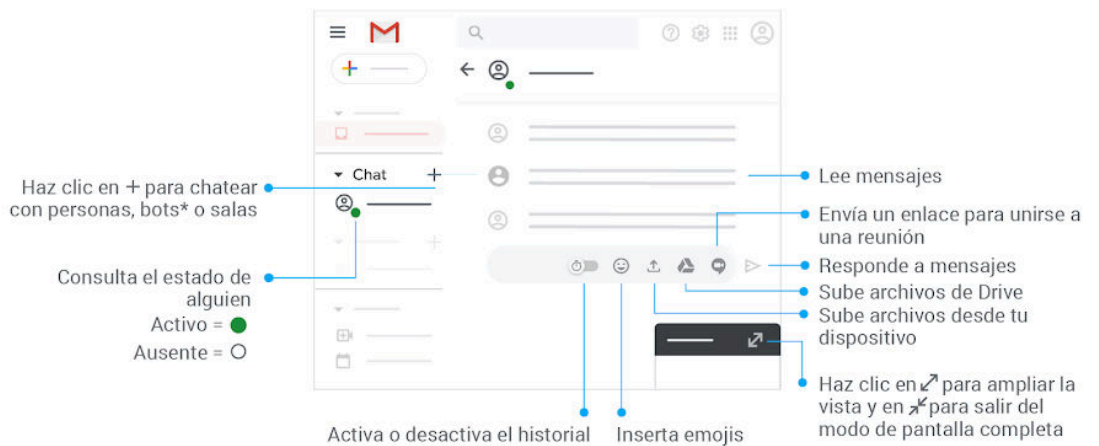 Chat +
Haz clic en + para chatear
con personas, bots* o salas
Consulta el estado de
alguien
Activo =
Ausente =
Lee mensajes
Envía un enlace para unirse a
una reunión
Responde a mensajes
Sube archivos de Drive
Sube archivos desde tu
dispositivo
Haz clic en para ampliar la
vista y en para salir del
modo de pantalla completa
Activa o desactiva el historial
Inserta emojis